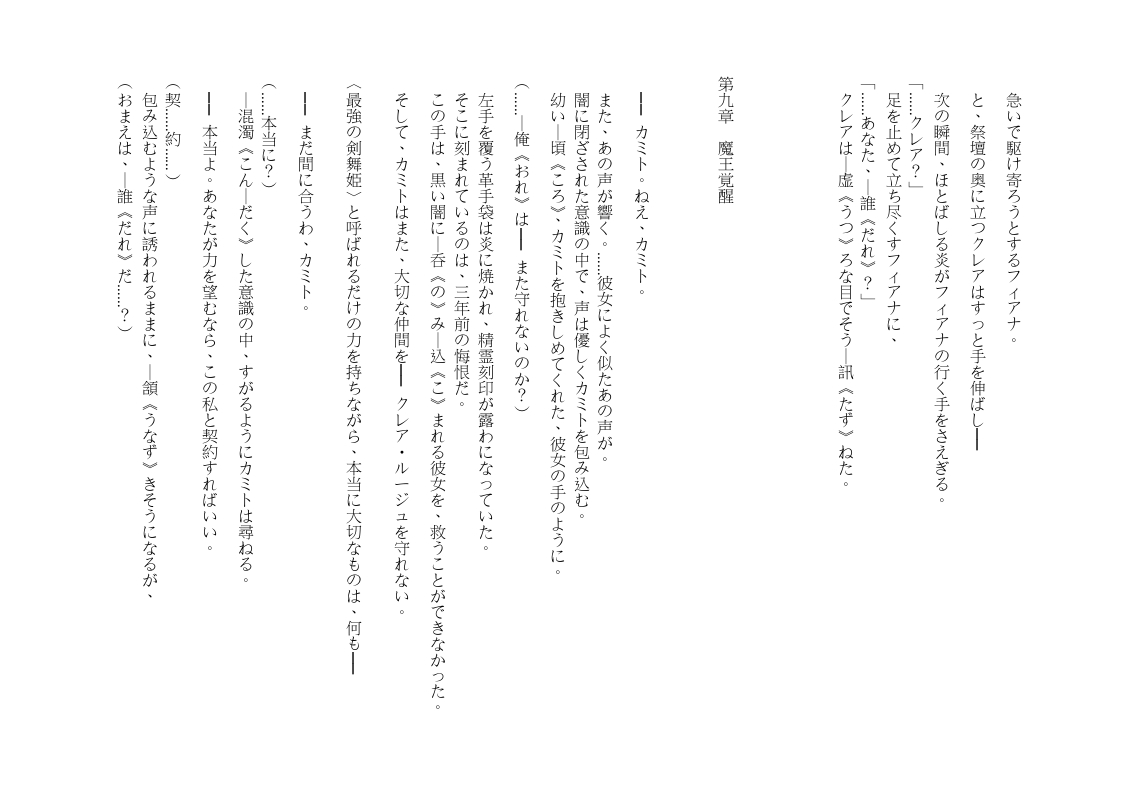 急いで駆け寄ろうとするフィアナ。
と、祭壇の奥に立つクレアはすっと手を伸ばし━━
次の瞬間、ほとばしる炎がフィアナの行く手をさえぎる。
「……クレア？」
足を止めて立ち尽くすフィアナに、
「……あなた、―誰《だれ》？」
クレアは―虚《うつ》ろな目でそう―訊《たず》ねた。
第九章　魔王覚醒
━━ カミト。ねえ、カミト。
また、あの声が響く。……彼女によく似たあの声が。
闇に閉ざされた意識の中で、声は優しくカミトを包み込む。
幼い―頃《ころ》、カミトを抱きしめてくれた、彼女の手のように。
（……―俺《おれ》は━━ また守れないのか？）
左手を覆う革手袋は炎に焼かれ、精霊刻印が露わになっていた。
そこに刻まれているのは、三年前の悔恨だ。
この手は、黒い闇に―呑《の》み―込《こ》まれる彼女を、救うことができなかった。
そして、カミトはまた、大切な仲間を━━ クレア・ルージュを守れない。
〈最強の剣舞姫〉と呼ばれるだけの力を持ちながら、本当に大切なものは、何も━━
━━ まだ間に合うわ、カミト。
（……本当に？）
―混濁《こん―だく》した意識の中、すがるようにカミトは尋ねる。
━━ 本当よ。あなたが力を望むなら、この私と契約すればいい。
（契……約……）
包み込むような声に誘われるままに、―頷《うなず》きそうになるが、
（おまえは、―誰《だれ》だ……？）